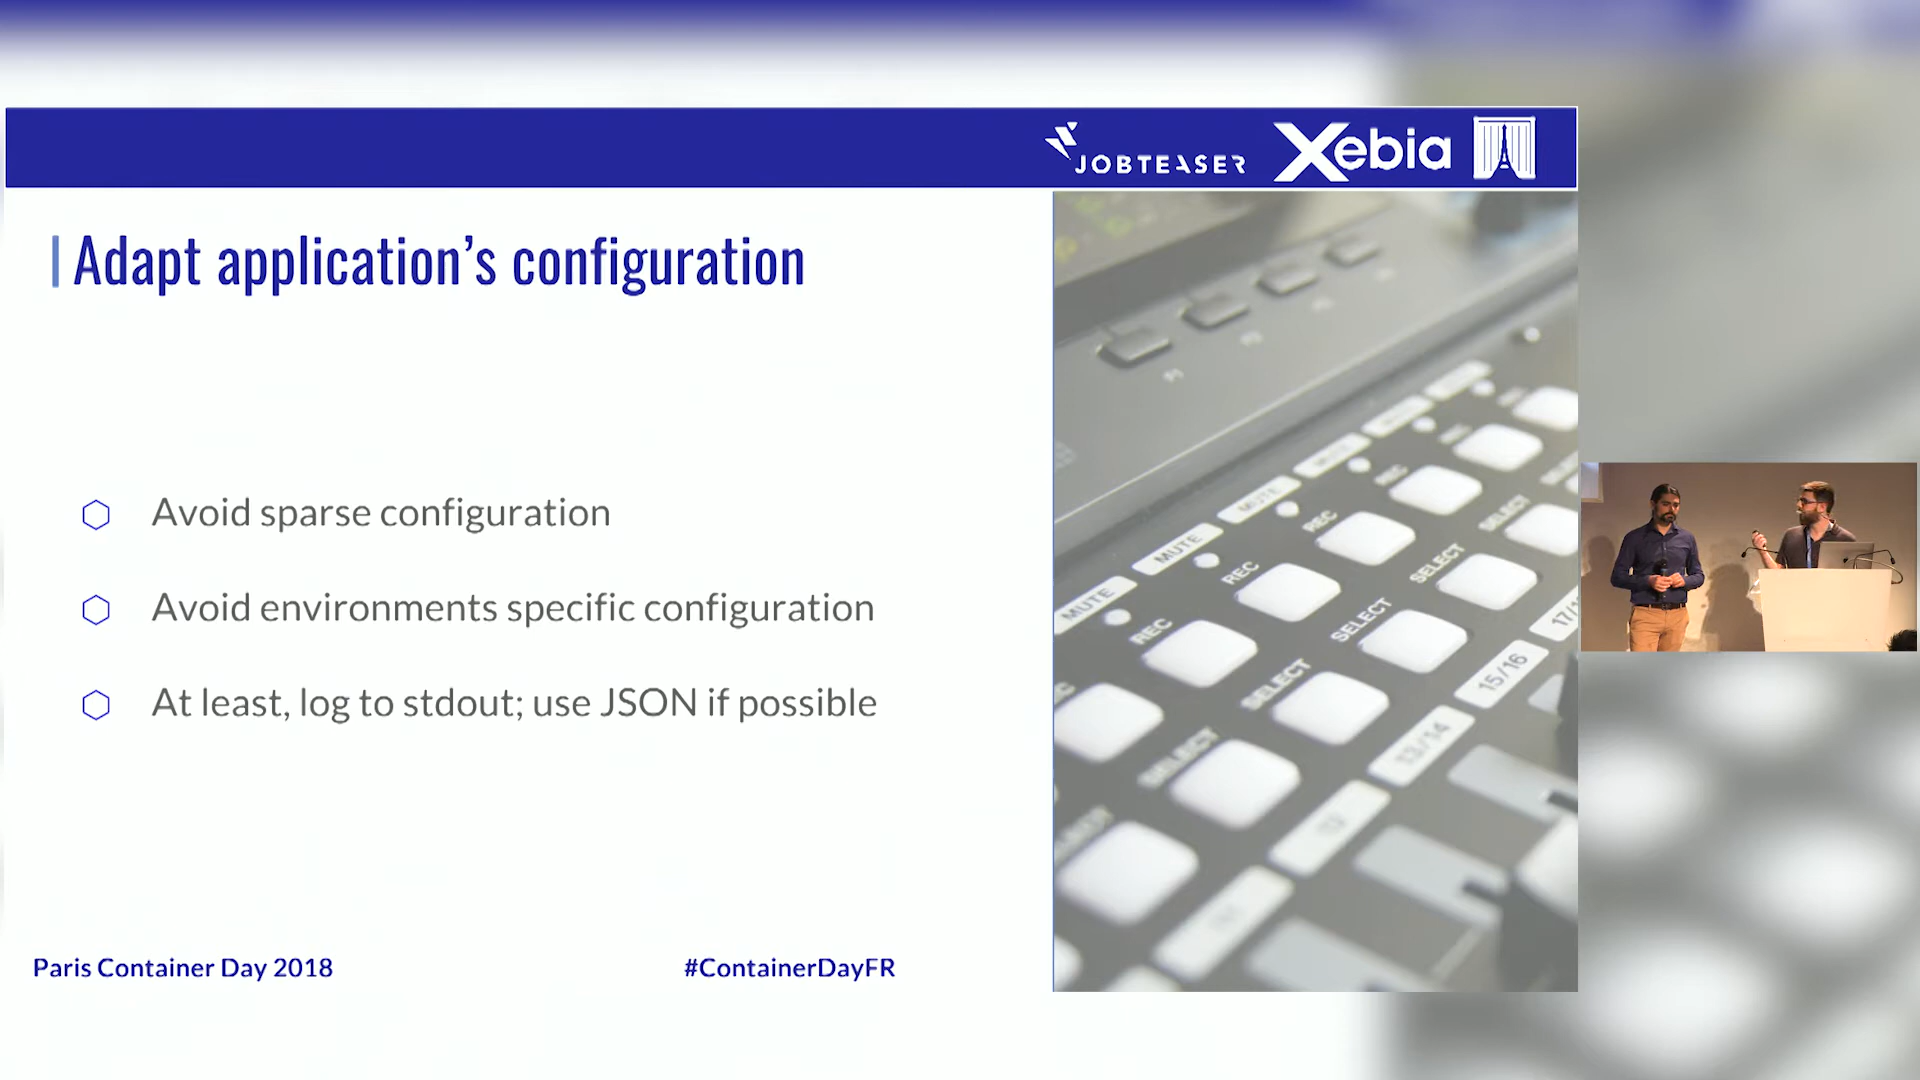 JOBTEASER
Xebia
Adapt application's configuration
Avoid sparse configuration
Avoid environments specific configuration
At least, log to stdout; use JSON if possible
Paris Container Day 2018
#ContainerDayFR
MUTE
MUTE
MUTE
REC
REC
REC
REC
SELECT
SELECT
SELECT
SELECT
SELECT
15/16
13/14